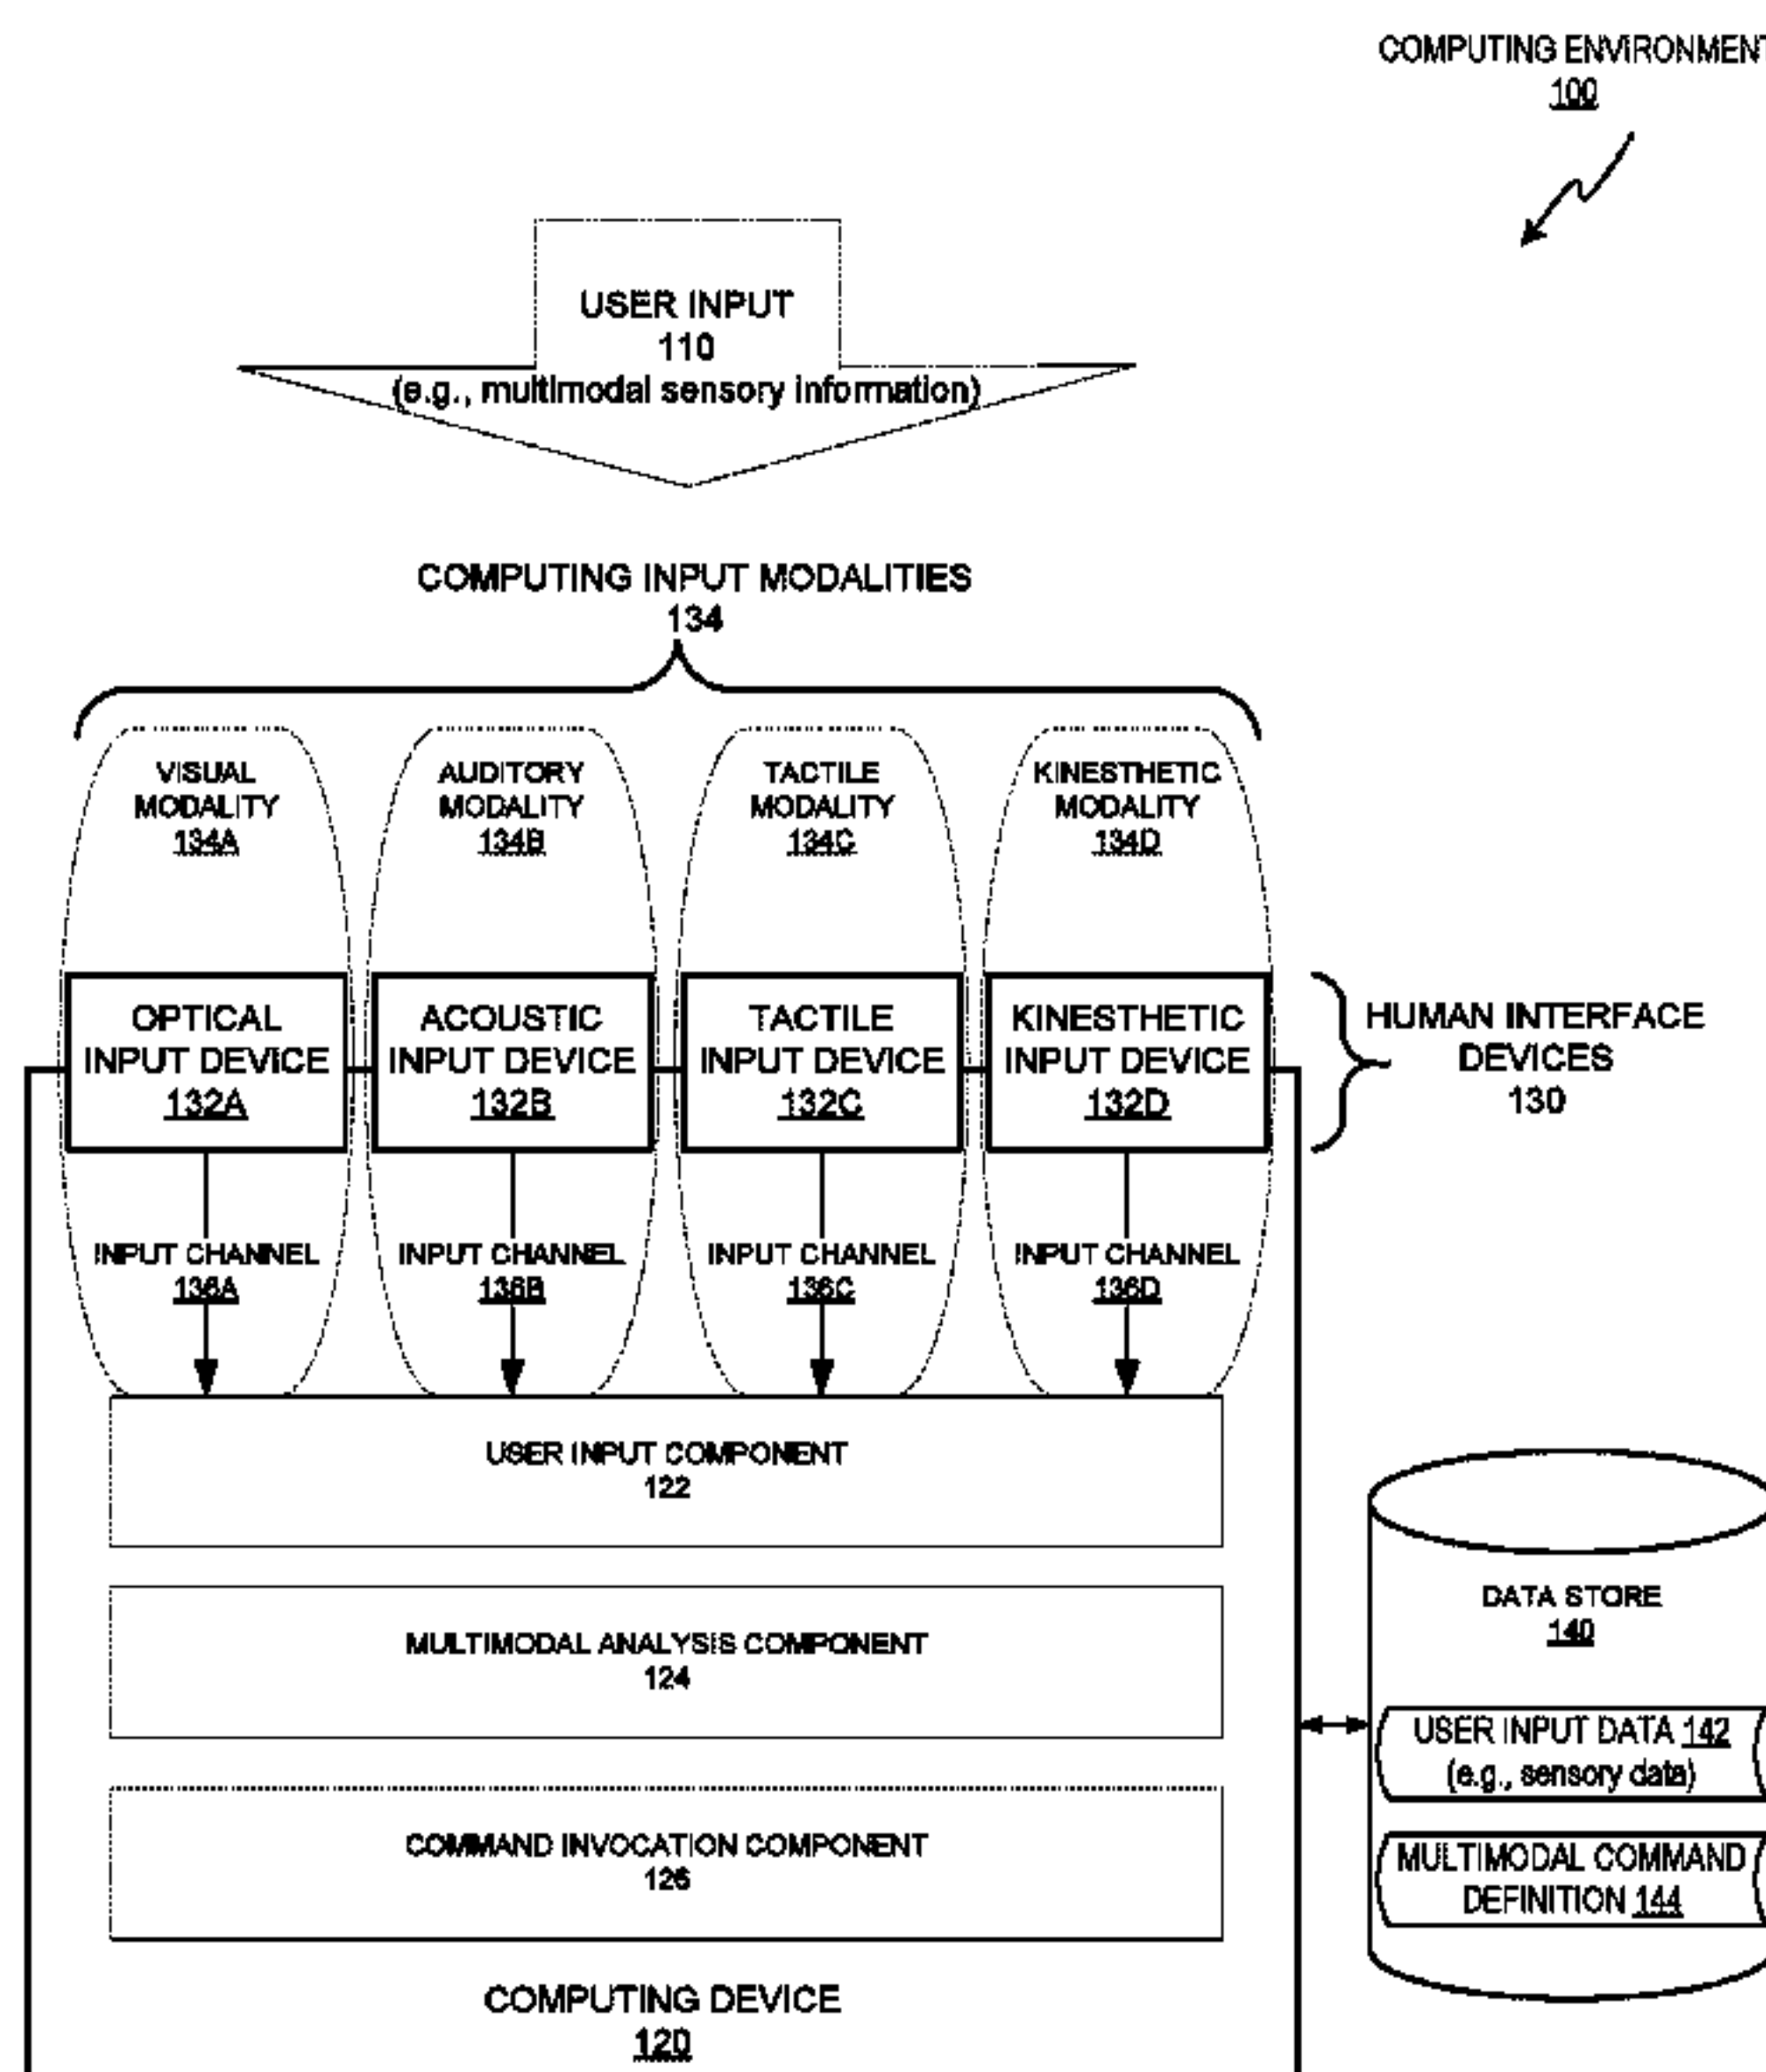 COMPUTING ENVIRONMENT
100
USER INPUT
110
(e.g., multimodal sensory information)
COMPUTING INPUT MODALITIES
134
VISUAL
MODALITY
134A
AUDITORY
MODALITY
134B
TACTILE
MODALITY
134C
KINESTHETIC
MODALITY
134D
OPTICAL
INPUT DEVICE
132A
ACOUSTIC
INPUT DEVICE
132B
TACTILE
INPUT DEVICE
132C
KINESTHETIC
INPUT DEVICE
132D
HUMAN INTERFACE
DEVICES
130
INPUT CHANNEL
136A
INPUT CHANNEL
136B
INPUT CHANNEL
136C
INPUT CHANNEL
136D
USER INPUT COMPONENT
122
MULTIMODAL ANALYSIS COMPONENT
124
COMMAND INVOCATION COMPONENT
126
COMPUTING DEVICE
120
DATA STORE
140
USER INPUT DATA 142
(e.g., sensory data)
MULTIMODAL COMMAND
DEFINITION 144